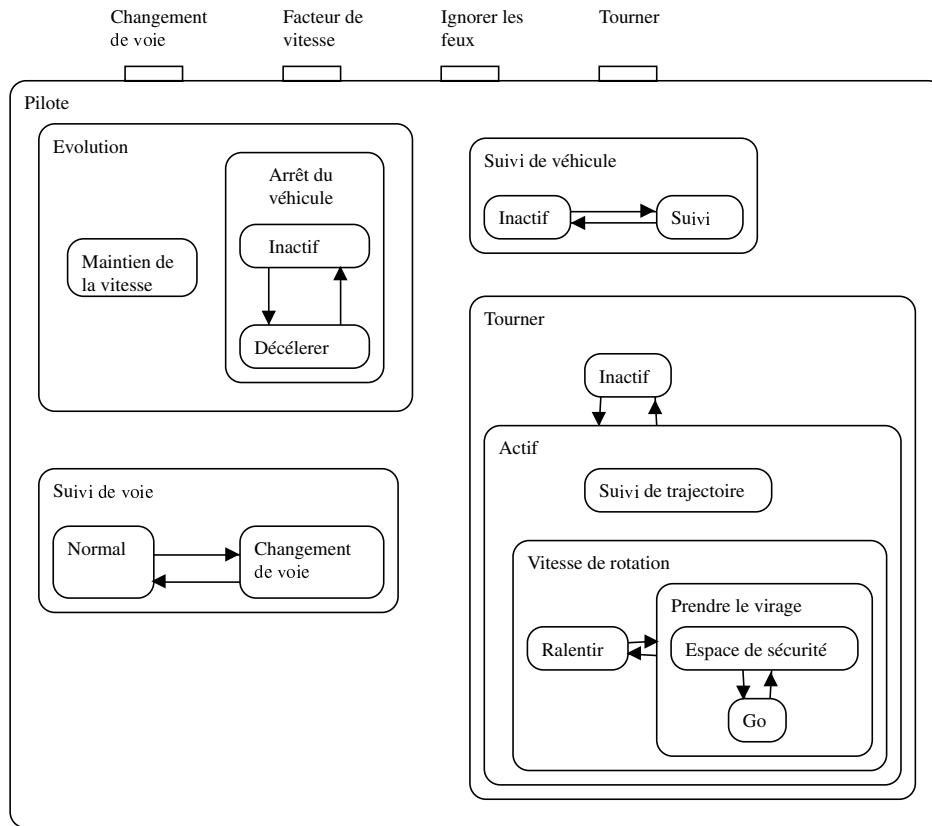 Changement
de voie
Facteur de
vitesse
Ignorer les
feux
Tourner
Pilote
Evolution
Arrêt du
véhicule
Inactif
Maintien de
la vitesse
Décélerer
Suivi de véhicule
Inactif
Suivi
Tourner
Inactif
Actif
Suivi de trajectoire
Suivi de voie
Normal
Changement
de voie
Vitesse de rotation
Prendre le virage
Ralentir
Espace de sécurité
Go